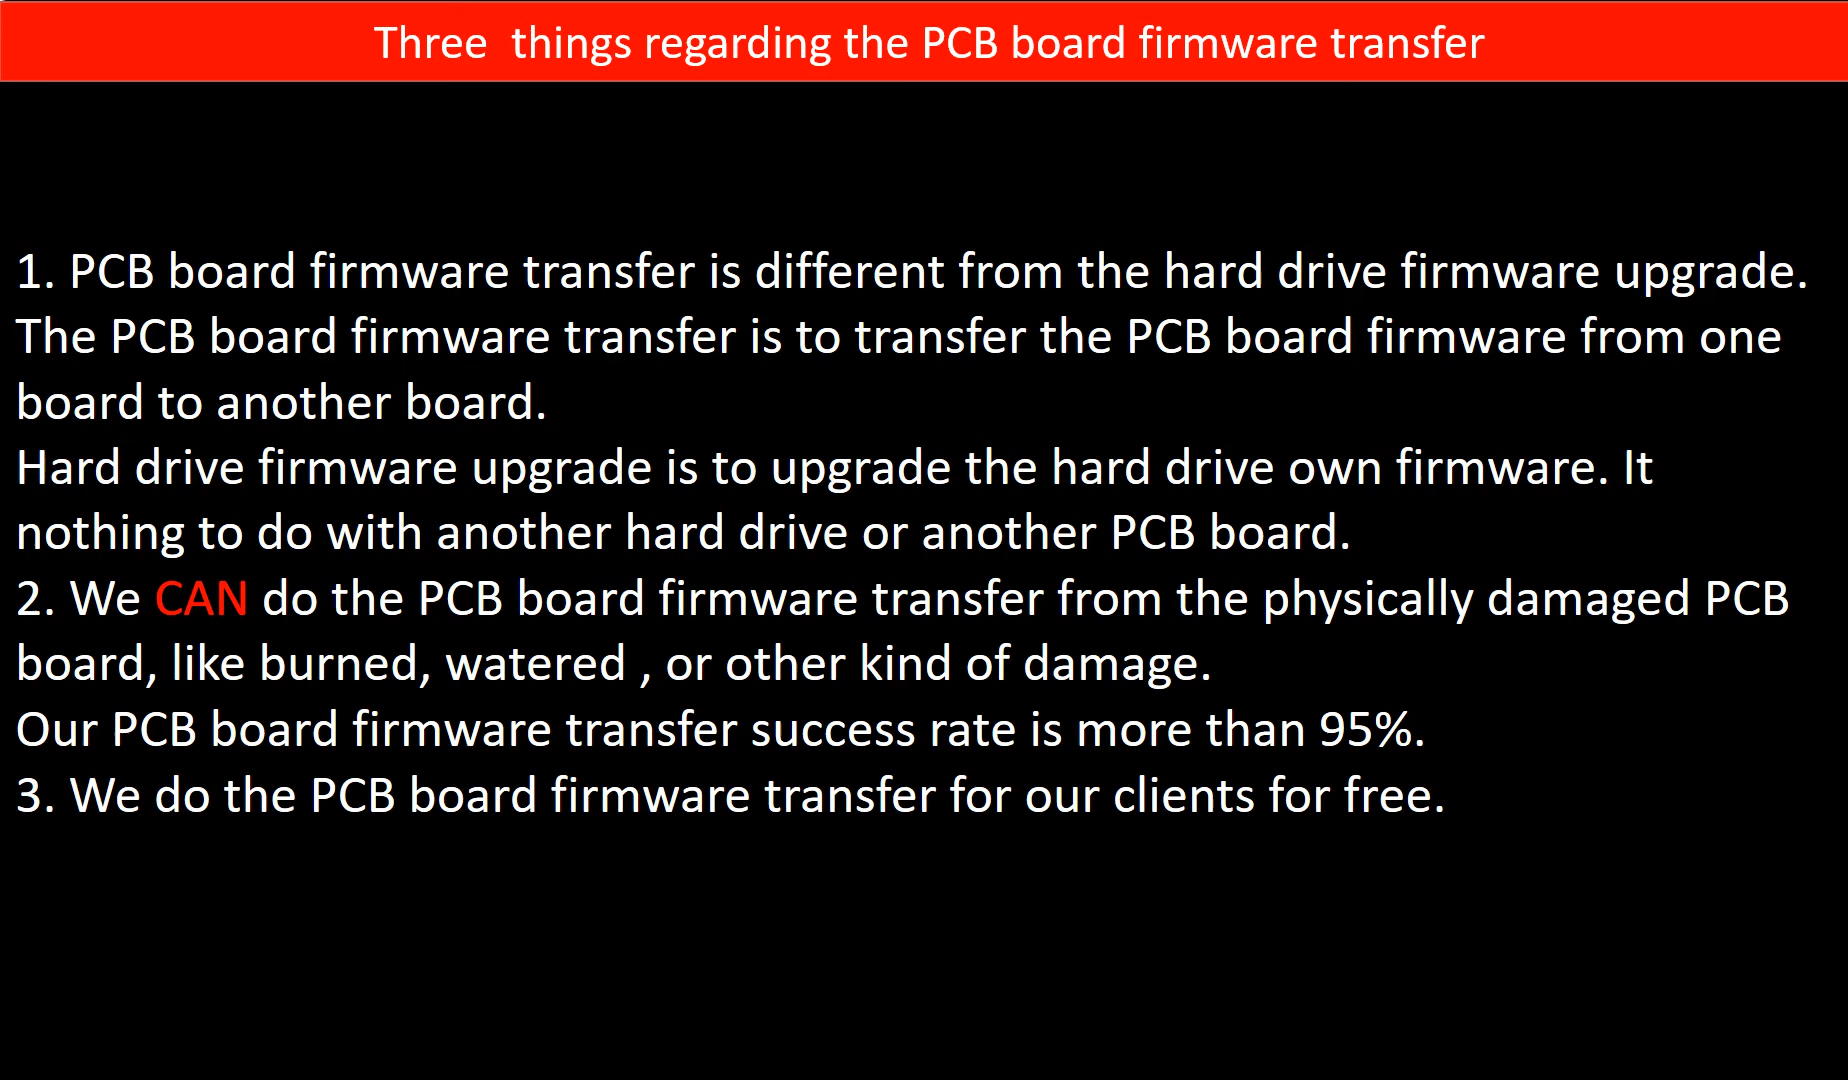 Three  things regarding the PCB board firmware transfer
1. PCB board firmware transfer is different from the hard drive firmware upgrade.
The PCB board firmware transfer is to transfer the PCB board firmware from one
board to another board.
Hard drive firmware upgrade is to upgrade the hard drive own firmware. It
nothing to do with another hard drive or another PCB board.
2. We CAN do the PCB board firmware transfer from the physically damaged PCB
board, like burned, watered , or other kind of damage.
Our PCB board firmware transfer success rate is more than 95%.
3. We do the PCB board firmware transfer for our clients for free.